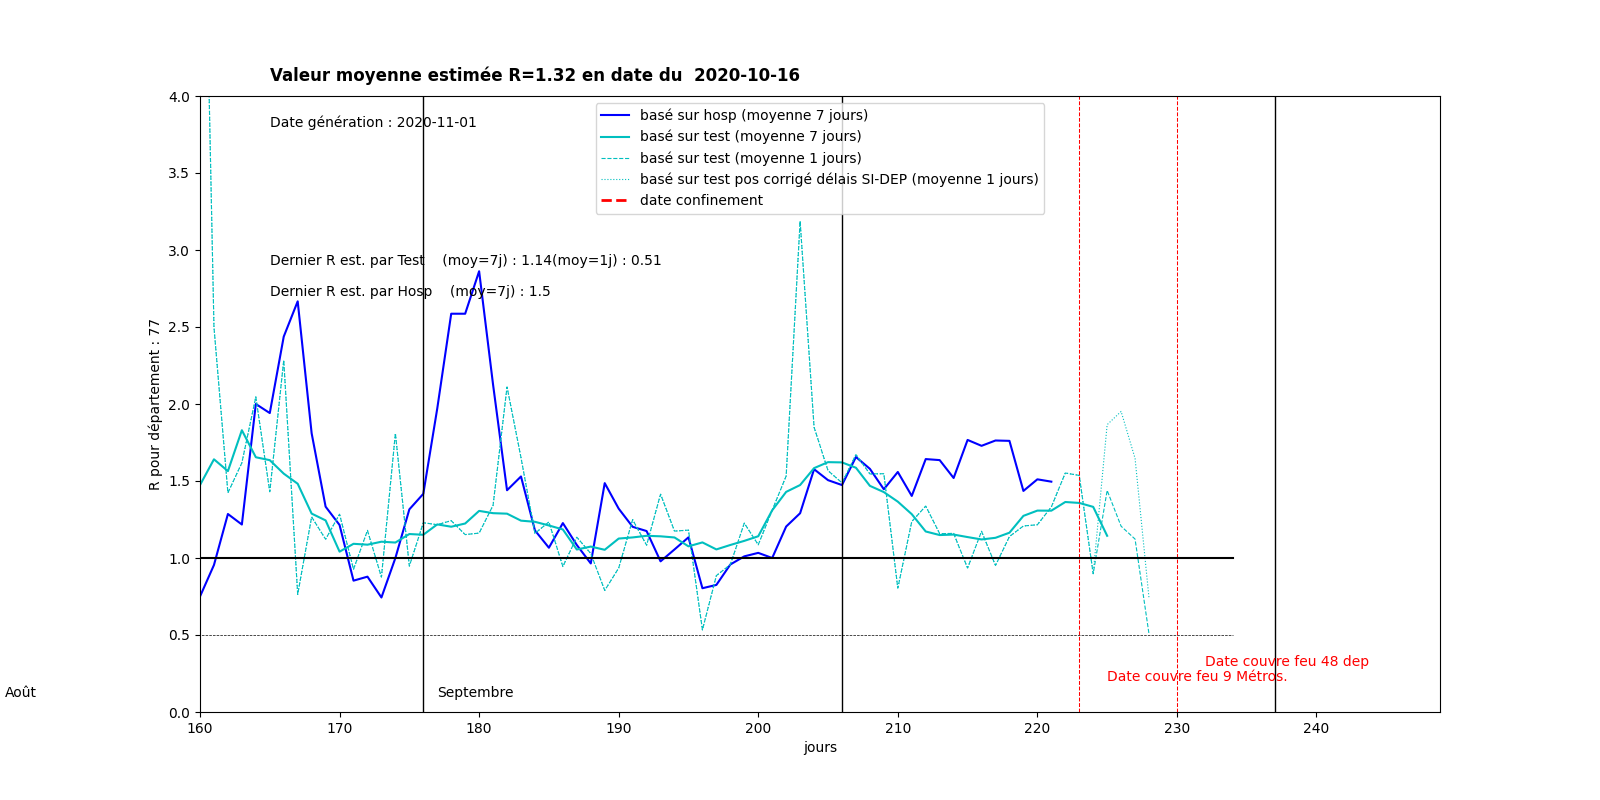 Valeur moyenne estimée R=1.32 en date du  2020-10-16
4.0
3.5
3.0
2.5
2.0
1.5
1.0
0.5
0.0
R pour département : 77
Date génération : 2020-11-01
basé sur hosp (moyenne 7 jours)
basé sur test (moyenne 7 jours)
basé sur test (moyenne 1 jours)
basé sur test pos corrigé délais SI-DEP (moyenne 1 jours)
date confinement
Dernier R est. par Test    (moy=7j) : 1.14(moy=1j) : 0.51
Dernier R est. par Hosp    (moy=7j) : 1.5
Date couvre feu 48 dep
Date couvre feu 9 Métros.
Août
Septembre
160 170 180 190 200 210 220 230 240
jours